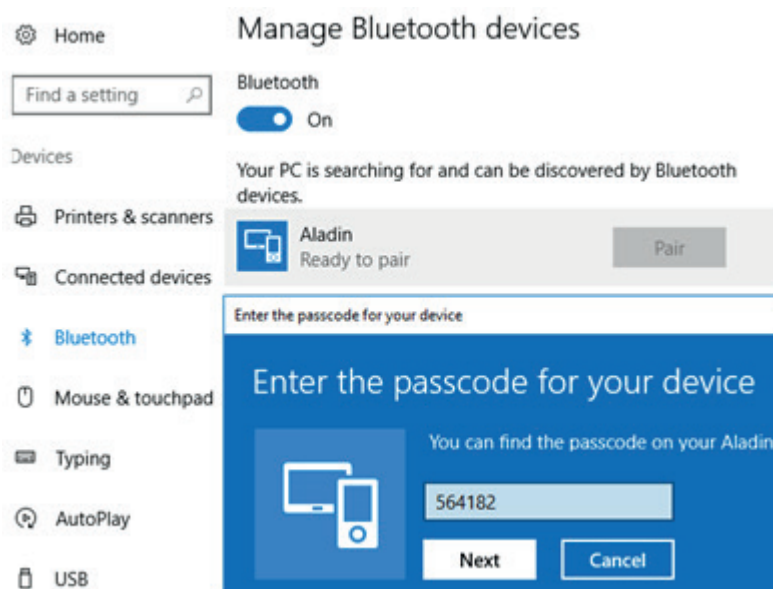 Home
Find a setting
Devices
Printers & scanners
Connected devices
Bluetooth
Mouse & touchpad
Typing
AutoPlay
USB
Manage Bluetooth devices
Bluetooth
On
Your PC is searching for and can be discovered by Bluetooth
devices.
Aladin
Ready to pair
Pair
Enter the passcode for your device
Enter the passcode for your device
You can find the passcode on your Aladin
564182
Next
Cancel